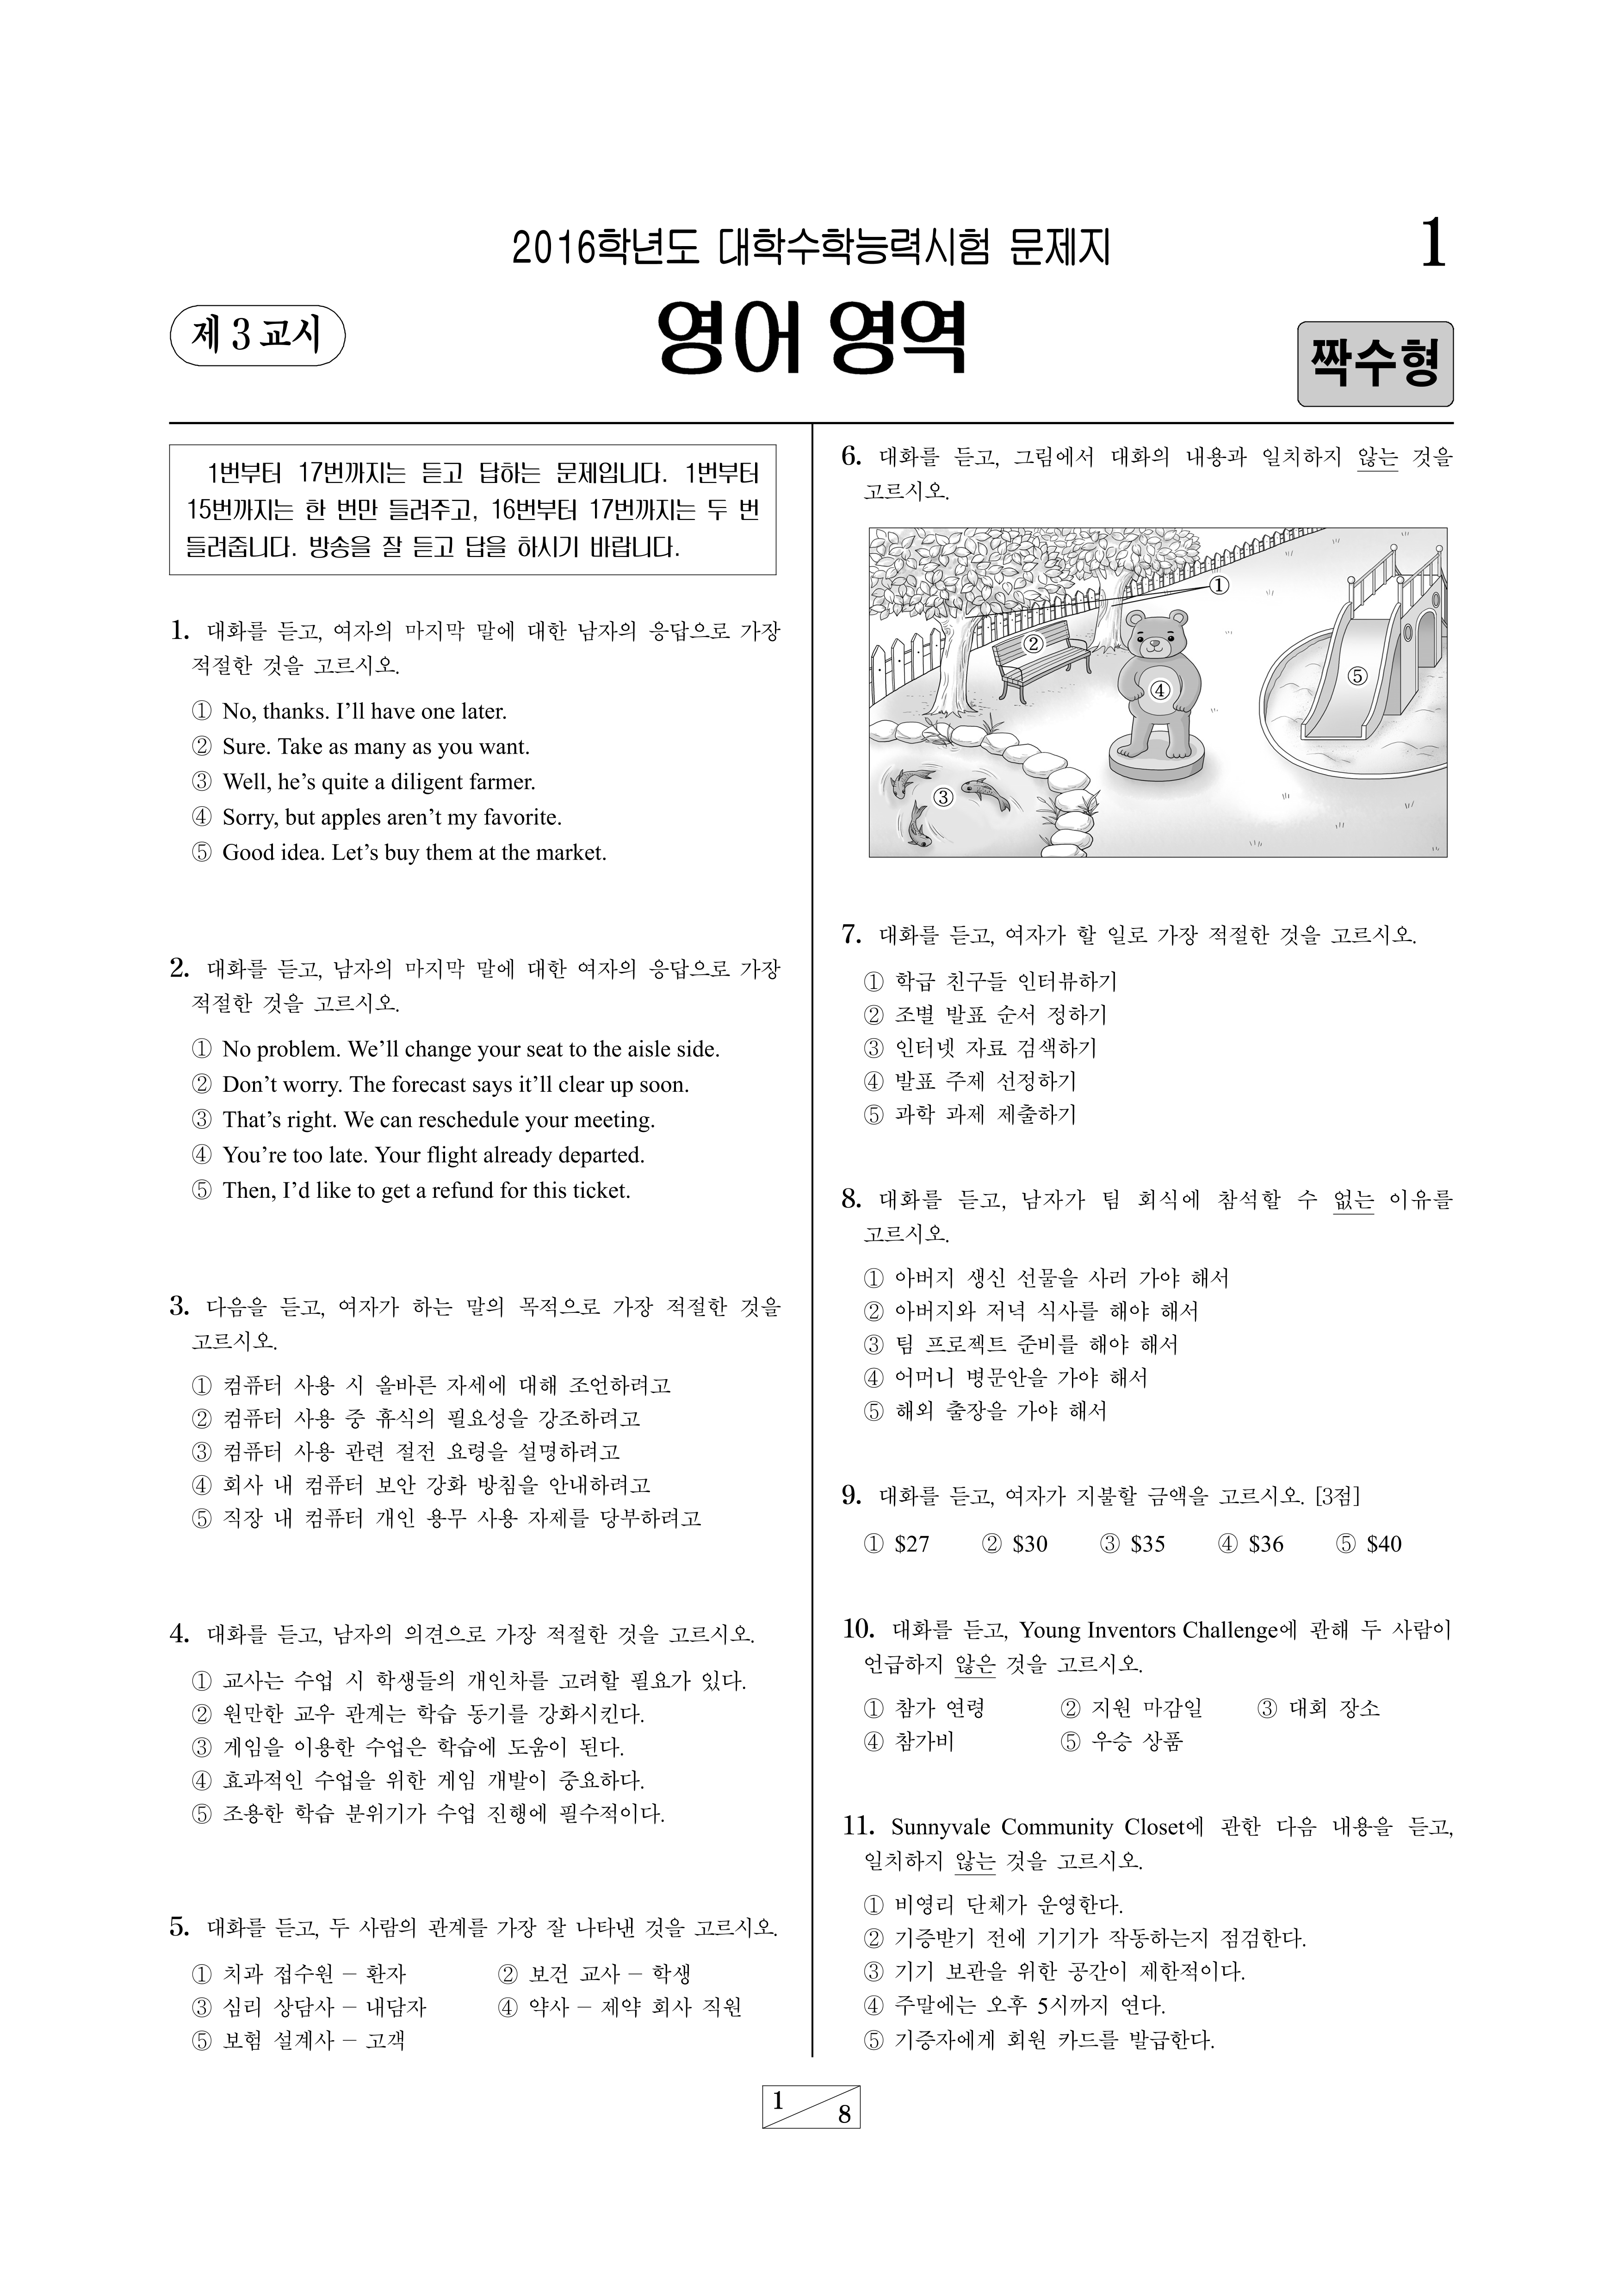 2016학년도 대학수학능력시험 문제지
1
제 3 교시
영어 영역
짝수형
1번부터 17번까지는 듣고 답하는 문제입니다. 1번부터
15번까지는 한 번만 들려주고, 16번부터 17번까지는 두 번
들려줍니다. 방송을 잘 듣고 답을 하시기 바랍니다.
1. 대화를 듣고, 여자의 마지막 말에 대한 남자의 응답으로 가장
적절한 것을 고르시오.
① No, thanks. I’ll have one later.
② Sure. Take as many as you want.
③ Well, he’s quite a diligent farmer.
④ Sorry, but apples aren’t my favorite.
⑤ Good idea. Let’s buy them at the market.
2. 대화를 듣고, 남자의 마지막 말에 대한 여자의 응답으로 가장
적절한 것을 고르시오.
① No problem. We’ll change your seat to the aisle side.
② Don’t worry. The forecast says it’ll clear up soon.
③ That’s right. We can reschedule your meeting.
④ You’re too late. Your flight already departed.
⑤ Then, I’d like to get a refund for this ticket.
3. 다음을 듣고, 여자가 하는 말의 목적으로 가장 적절한 것을
고르시오.
① 컴퓨터 사용 시 올바른 자세에 대해 조언하려고
② 컴퓨터 사용 중 휴식의 필요성을 강조하려고
③ 컴퓨터 사용 관련 절전 요령을 설명하려고
④ 회사 내 컴퓨터 보안 강화 방침을 안내하려고
⑤ 직장 내 컴퓨터 개인 용무 사용 자제를 당부하려고
4. 대화를 듣고, 남자의 의견으로 가장 적절한 것을 고르시오.
① 교사는 수업 시 학생들의 개인차를 고려할 필요가 있다.
② 원만한 교우 관계는 학습 동기를 강화시킨다.
③ 게임을 이용한 수업은 학습에 도움이 된다.
④ 효과적인 수업을 위한 게임 개발이 중요하다.
⑤ 조용한 학습 분위기가 수업 진행에 필수적이다.
5. 대화를 듣고, 두 사람의 관계를 가장 잘 나타낸 것을 고르시오.
① 치과 접수원 – 환자 ② 보건 교사 – 학생
③ 심리 상담사 – 내담자 ④ 약사 – 제약 회사 직원
⑤ 보험 설계사 – 고객
6. 대화를 듣고, 그림에서 대화의 내용과 일치하지 않는 것을
고르시오.
①
②
③
④
⑤
7. 대화를 듣고, 여자가 할 일로 가장 적절한 것을 고르시오.
① 학급 친구들 인터뷰하기
② 조별 발표 순서 정하기
③ 인터넷 자료 검색하기
④ 발표 주제 선정하기
⑤ 과학 과제 제출하기
8. 대화를 듣고, 남자가 팀 회식에 참석할 수 없는 이유를
고르시오.
① 아버지 생신 선물을 사러 가야 해서
② 아버지와 저녁 식사를 해야 해서
③ 팀 프로젝트 준비를 해야 해서
④ 어머니 병문안을 가야 해서
⑤ 해외 출장을 가야 해서
9. 대화를 듣고, 여자가 지불할 금액을 고르시오. [3점]
① $27 ② $30 ③ $35 ④ $36 ⑤ $40
10. 대화를 듣고, Young Inventors Challenge에 관해 두 사람이
언급하지 않은 것을 고르시오.
① 참가 연령 ② 지원 마감일 ③ 대회 장소
④ 참가비 ⑤ 우승 상품
11. Sunnyvale Community Closet에 관한 다음 내용을 듣고,
일치하지 않는 것을 고르시오.
① 비영리 단체가 운영한다.
② 기증받기 전에 기기가 작동하는지 점검한다.
③ 기기 보관을 위한 공간이 제한적이다.
④ 주말에는 오후 5시까지 연다.
⑤ 기증자에게 회원 카드를 발급한다.
1
8